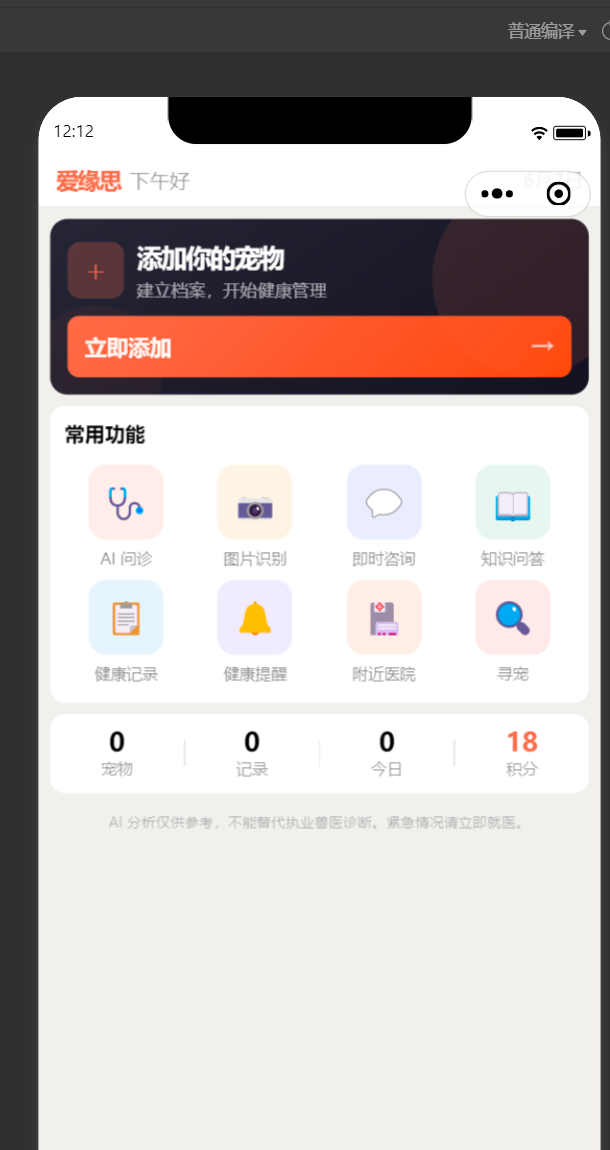 普通编译
12:12
爱缘思 下午好
6月7日
添加你的宠物
建立档案，开始健康管理
立即添加 →
常用功能
AI 问诊 图片识别 即时咨询 知识问答
健康记录 健康提醒 附近医院 寻宠
0 0 0 18
宠物 记录 今日 积分
AI 分析仅供参考，不能替代执业兽医诊断。紧急情况请立即就医。